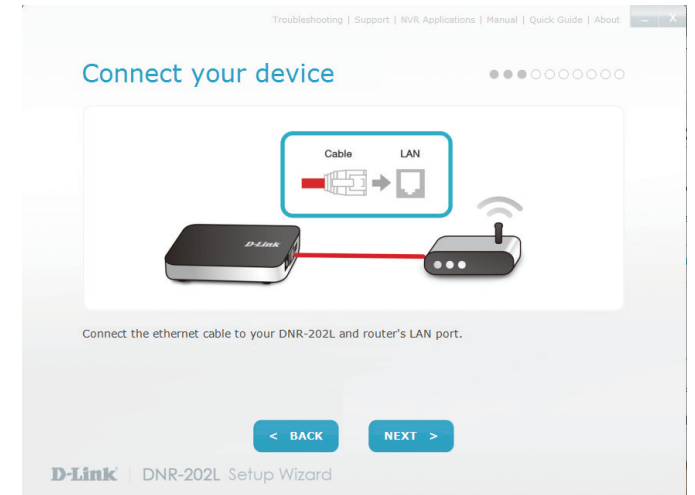 Troubleshooting | Support | NVR Applications | Manual | Quick Guide | About
Connect your device
Cable LAN
D-Link
Connect the ethernet cable to your DNR-202L and router's LAN port.
< BACK NEXT >
D-Link DNR-202L Setup Wizard